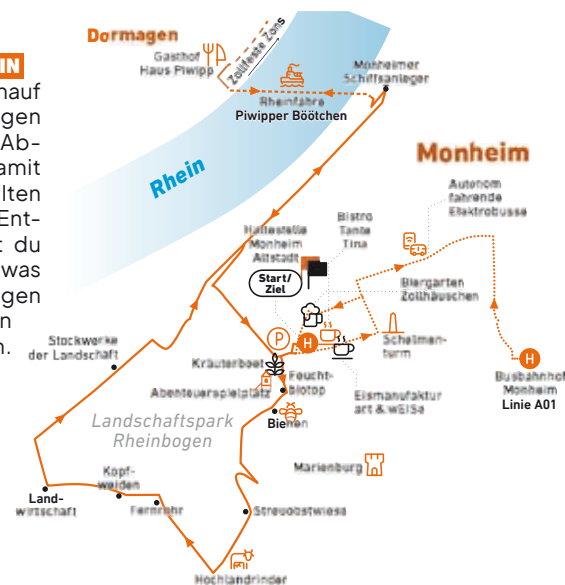 IN
hauf
gen
Ab-
amit
lten
Ent-
t du
was
gen
n
n.
Dormagen
Gasthof
Haus Piwipp
Zollfeste Zons
Monheimer
Schiffsanleger
Rheinfähre
Piwipper Böötchen
Rhein
Monheim
Autonom
fahrende
Elektrobusse
Haltestelle
Monheim
Altstadt
Bistro
Tante
Tina
Start/
Ziel
Biergarten
Zollhäuschen
P
H
Schelmen-
turm
H
Busbahnhof
Monheim
Linie A01
Stockwerke
der Landschaft
Kräuterbeet
Feucht-
biotop
Abenteuerspielplatz
Eismanufaktur
art & wEISe
Bienen
Landschaftspark
Rheinbogen
Marienburg
Kopf-
weiden
Land-
wirtschaft
Fernrohr
Streuobstwiese
Hochlandrinder